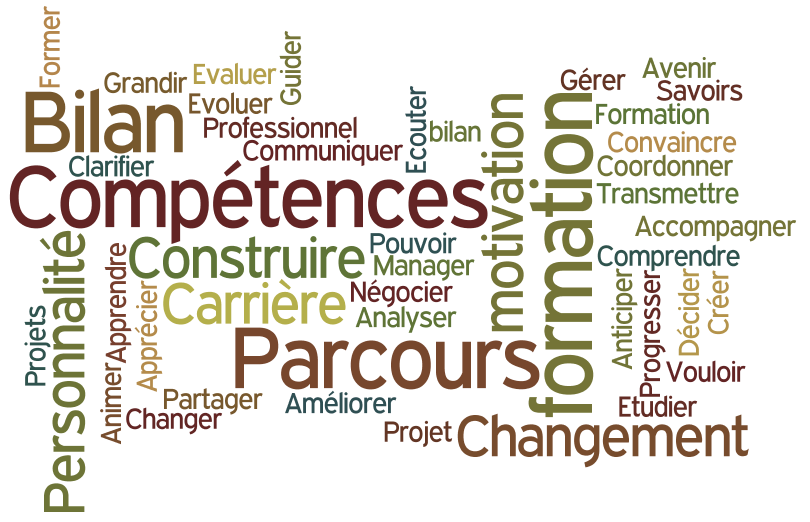 Former
Grandir
Evaluer
Guider
Bilan
Evoluer
Professionnel
Communiquer
Ecouter
bilan
Clarifier
Compétences
motivation
formation
Gérer
Avenir
Savoirs
Formation
Convaincre
Coordonner
Transmettre
Accompagner
Comprendre
Personnalité
Construire
Pouvoir
Manager
Projets
Apprendre
Apprécier
Carrière
Négocier
Analyser
Anticiper
Progresser
Décider
Créer
Parcours
Vouloir
Animer
Partager
Changer
Améliorer
Etudier
Projet
Changement